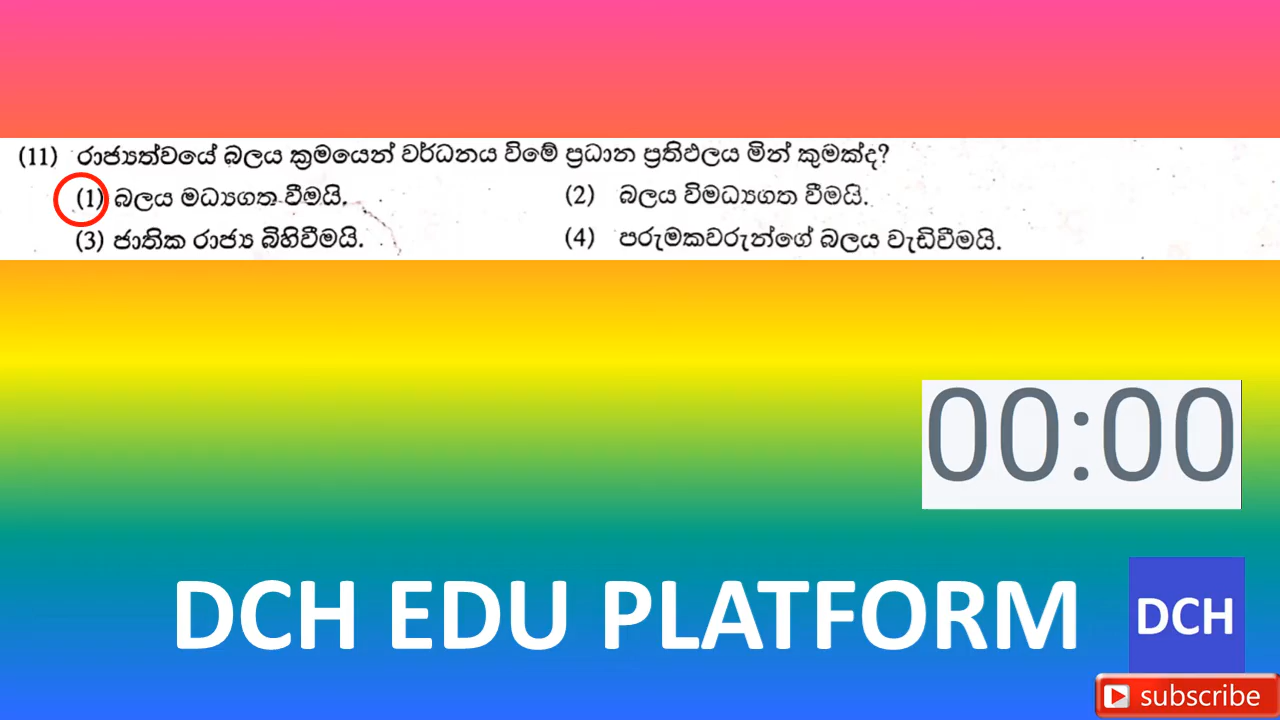 (11) රාජ්‍යත්වයේ බලය ක්‍රමයෙන් වර්ධනය විමේ ප්‍රධාන ප්‍රතිඵලය මින් කුමක්ද?
(1) බලය මධ්‍යගත වීමයි. (2) බලය විමධ්‍යගත වීමයි.
(3) ජාතික රාජ්‍ය බිහිවීමයි. (4) පරුමකවරුන්ගේ බලය වැඩිවීමයි.
00:00
DCH EDU PLATFORM
DCH
subscribe